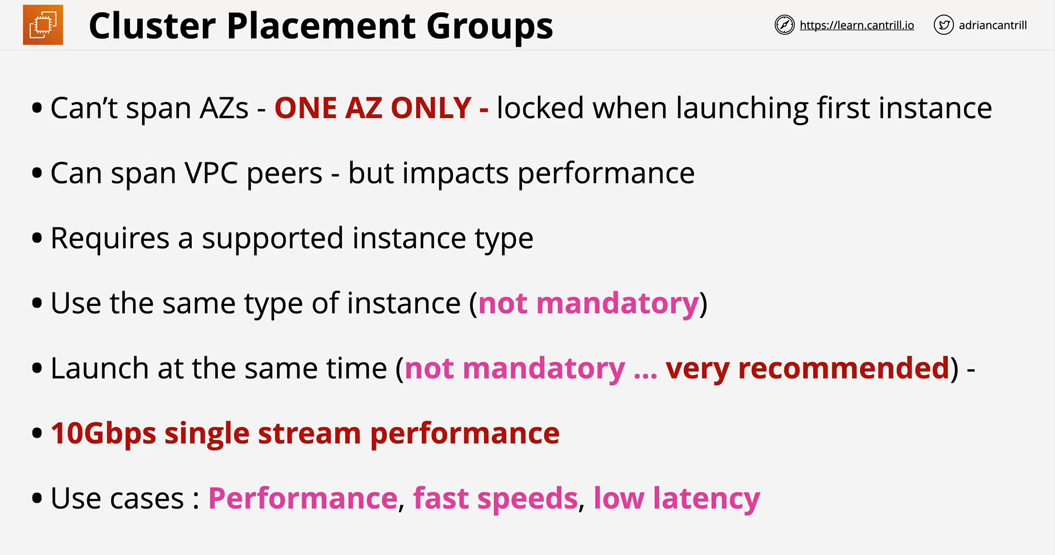 Cluster Placement Groups
https://learn.cantrill.io
adriancantrill
• Can’t span AZs - ONE AZ ONLY - locked when launching first instance
• Can span VPC peers - but impacts performance
• Requires a supported instance type
• Use the same type of instance (not mandatory)
• Launch at the same time (not mandatory ... very recommended) -
• 10Gbps single stream performance
• Use cases : Performance, fast speeds, low latency